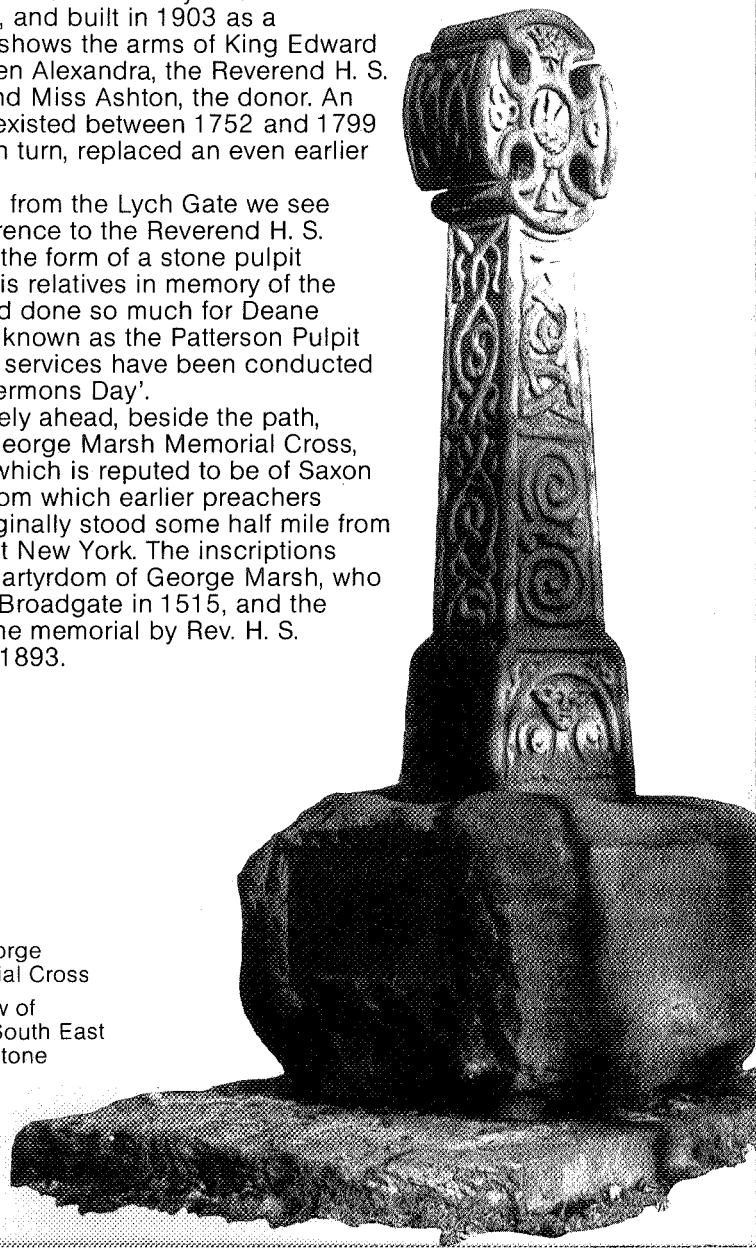 , and built in 1903 as a
shows the arms of King Edward
en Alexandra, the Reverend H. S.
nd Miss Ashton, the donor. An
existed between 1752 and 1799
n turn, replaced an even earlier
from the Lych Gate we see
rence to the Reverend H. S.
the form of a stone pulpit
is relatives in memory of the
d done so much for Deane
known as the Patterson Pulpit
services have been conducted
ermons Day'.
ely ahead, beside the path,
eorge Marsh Memorial Cross,
which is reputed to be of Saxon
om which earlier preachers
ginally stood some half mile from
t New York. The inscriptions
artyrdom of George Marsh, who
Broadgate in 1515, and the
ne memorial by Rev. H. S.
1893.
orge
ial Cross
w of
South East
tone